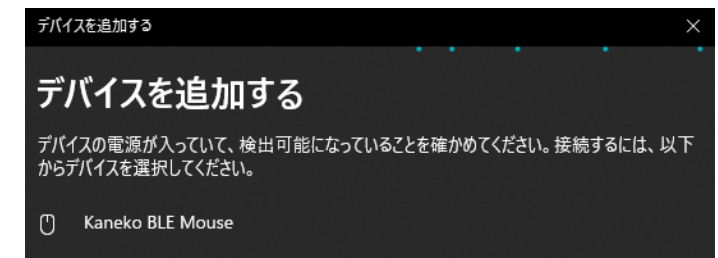 デバイスを追加する
デバイスを追加する
デバイスの電源が入っていて、検出可能になっていることを確かめてください。接続するには、以下
からデバイスを選択してください。
Kaneko BLE Mouse